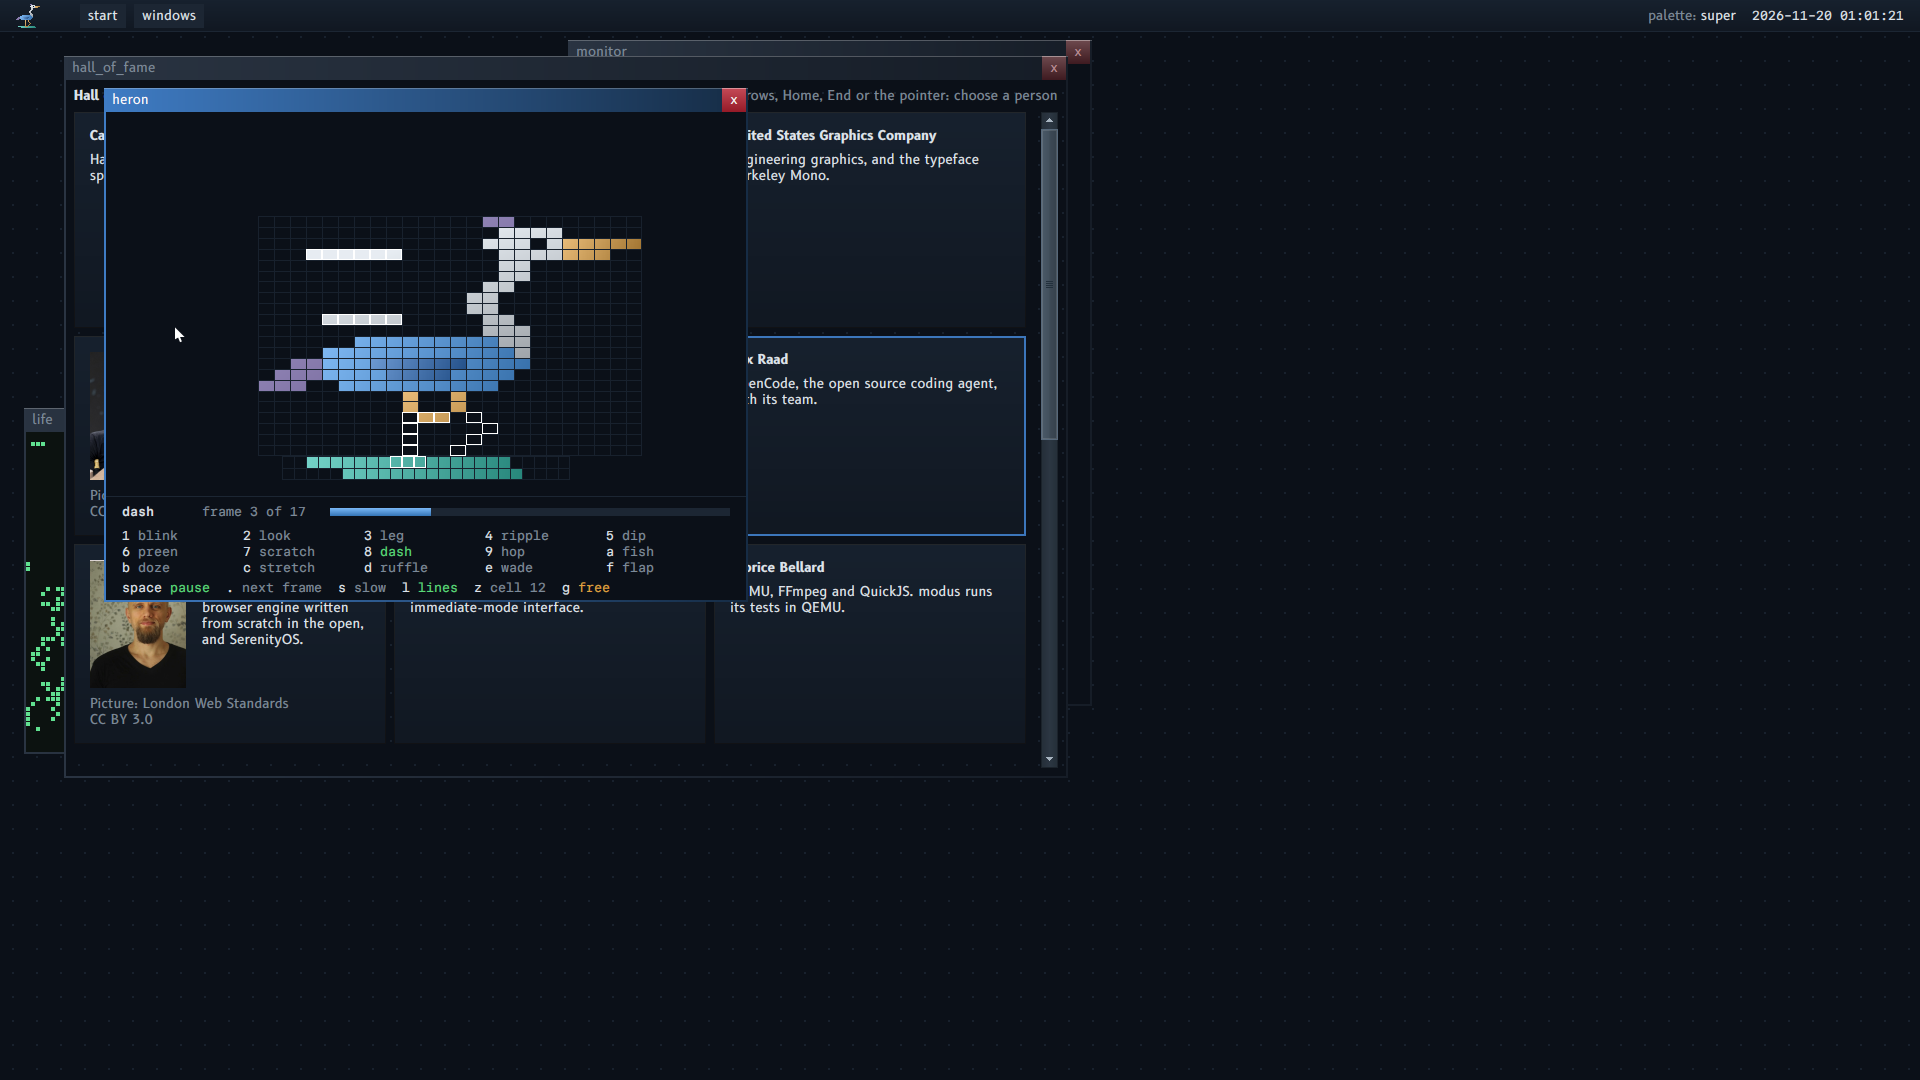 start windows palette: super 2026-11-20 01:01:21
monitor x
hall_of_fame x
Hall rows, Home, End or the pointer: choose a person
heron x
Ca
Ha
sp
ited States Graphics Company
gineering graphics, and the typeface
rkeley Mono.
x Raad
enCode, the open source coding agent,
h its team.
life
Pic
CC
dash frame 3 of 17
1 blink 2 look 3 leg 4 ripple 5 dip
6 preen 7 scratch 8 dash 9 hop a fish
b doze c stretch d ruffle e wade f flap
space pause . next frame s slow l lines z cell 12 g free
browser engine written
from scratch in the open,
and SerenityOS.
Picture: London Web Standards
CC BY 3.0
immediate-mode interface.
brice Bellard
MU, FFmpeg and QuickJS. modus runs
its tests in QEMU.